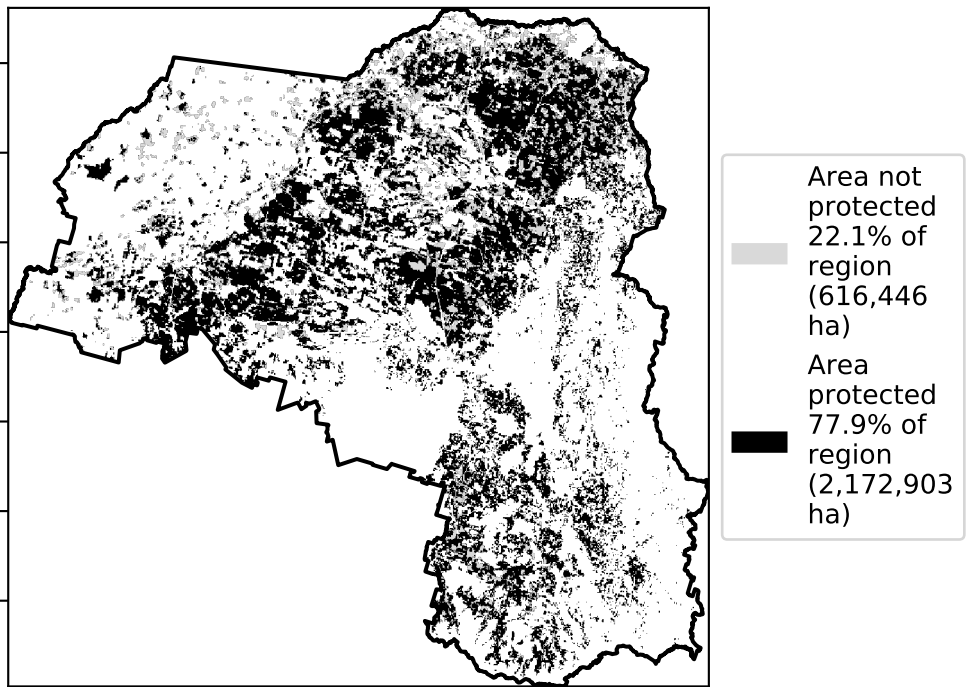 Area not
protected
22.1% of
region
(616,446
ha)
Area
protected
77.9% of
region
(2,172,903
ha)